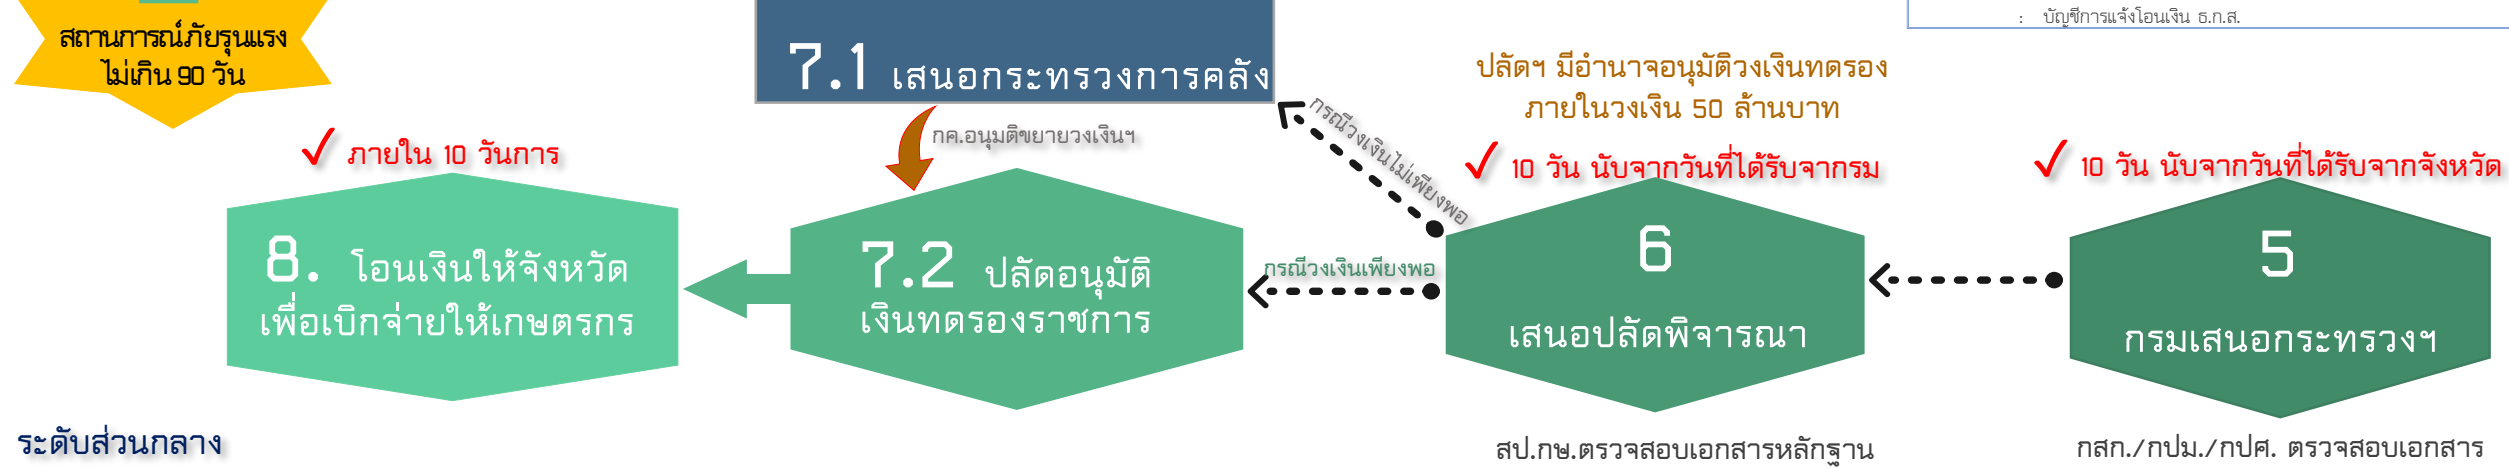 : บัญชีการแจ้งโอนเงิน ธ.ก.ส.
สถานการณ์ภัยรุนแรง
ไม่เกิน 90 วัน
7.1 เสนอกระทรวงการคลัง
ปลัดฯ มีอำนาจอนุมัติวงเงินทดรอง
ภายในวงเงิน 50 ล้านบาท
กค.อนุมติขยายวงเงินฯ
กรณีวงเงินไม่เพียงพอ
ภายใน 10 วันการ
10 วัน นับจากวันที่ได้รับจากรม
10 วัน นับจากวันที่ได้รับจากจังหวัด
8. โอนเงินให้จังหวัด
เพื่อเบิกจ่ายให้เกษตรกร
7.2 ปลัดอนุมัติ
เงินทดรองราชการ
กรณีวงเงินเพียงพอ
6
เสนอปลัดพิจารณา
5
กรมเสนอกระทรวงฯ
ระดับส่วนกลาง
สป.กษ.ตรวจสอบเอกสารหลักฐาน
กสก./กปม./กปศ. ตรวจสอบเอกสาร